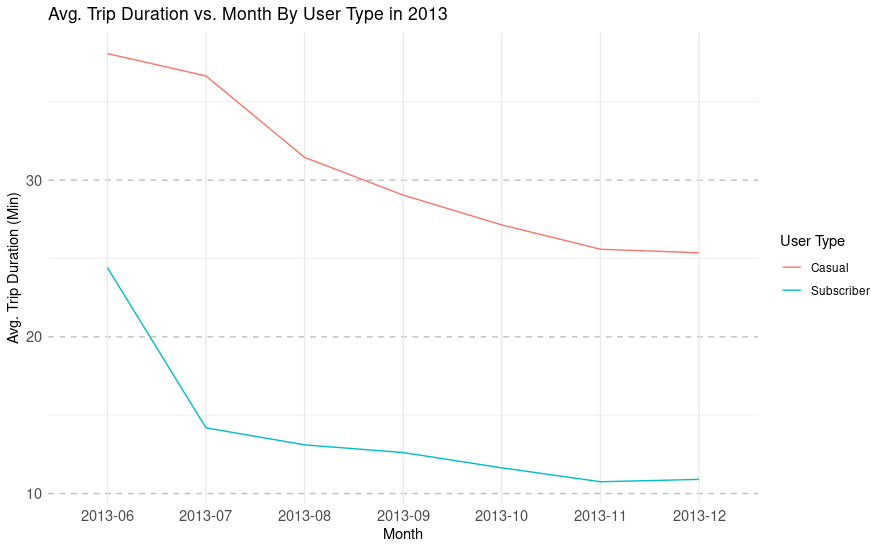 Avg. Trip Duration vs. Month By User Type in 2013
Avg. Trip Duration (Min)
30
20
10
2013-06
2013-07
2013-08
2013-09
2013-10
2013-11
2013-12
Month
User Type
Casual
Subscriber